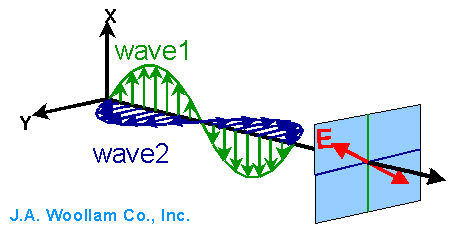 X
wave1
Y
wave2
E
J.A. Woollam Co., Inc.